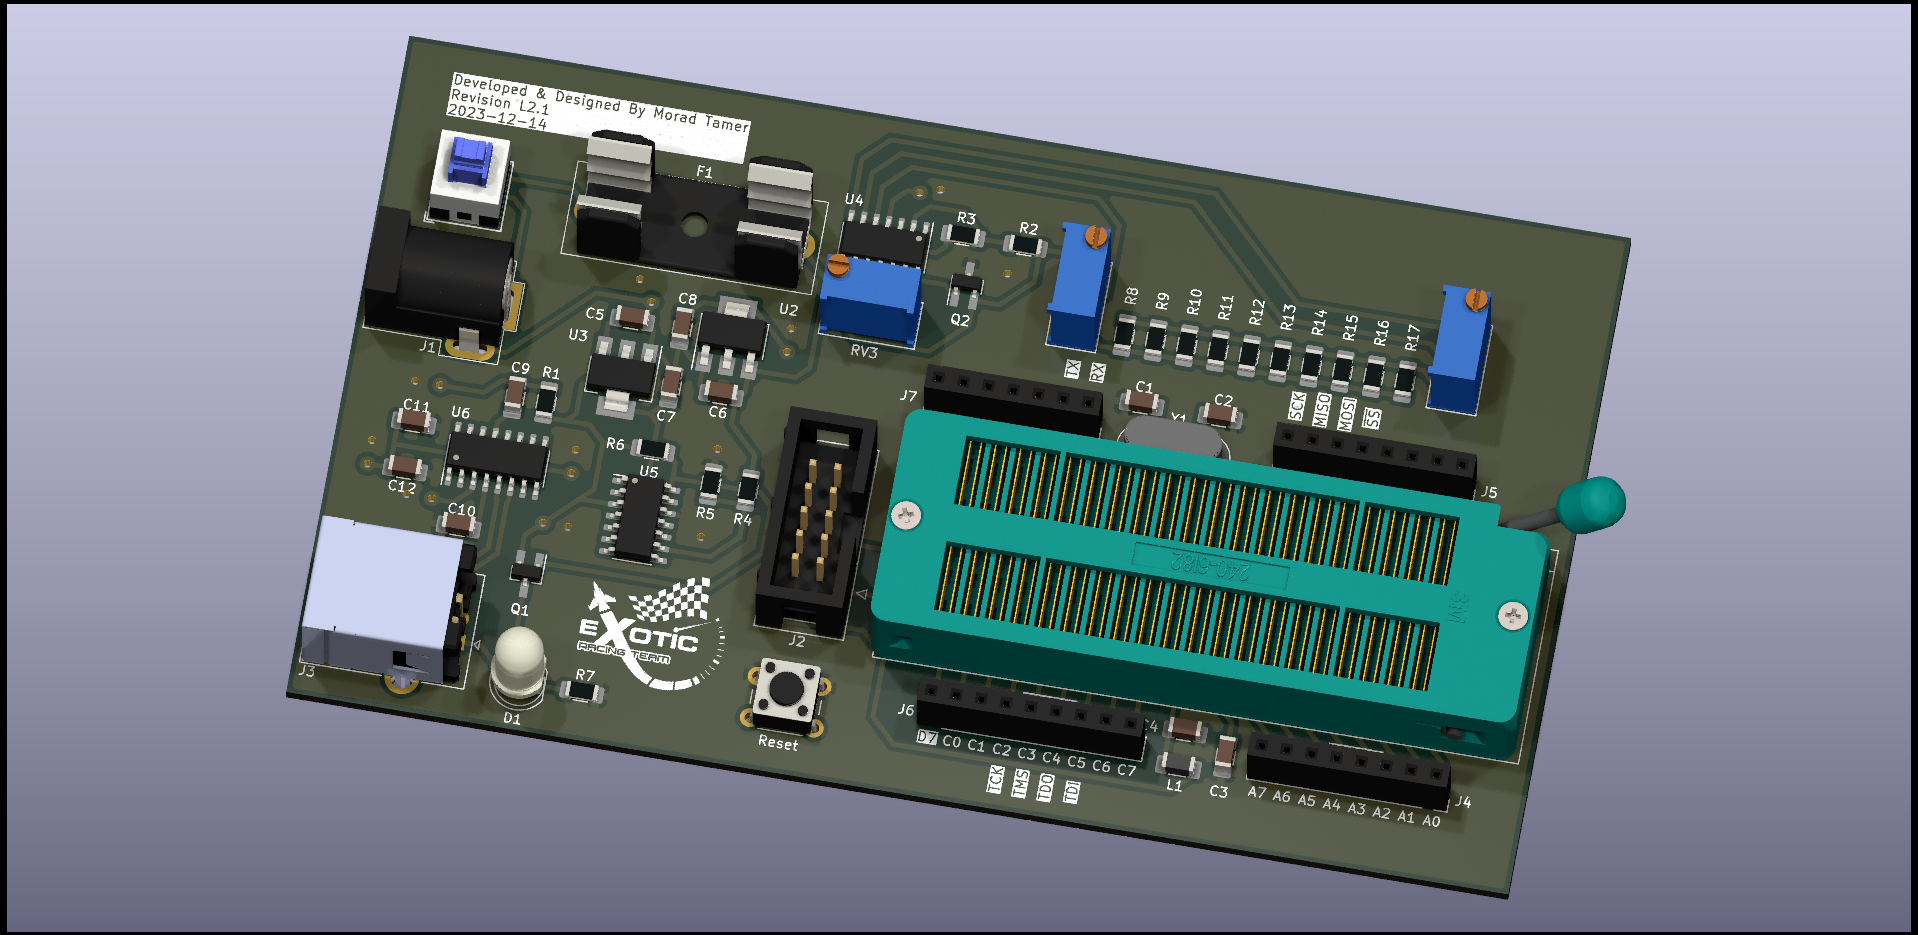 Developed & Designed By Morad Tamer
Revision L2.1
2023-12-14
F1
U4
R3
R2
U2
Q2
RV3
R8
R9
R10
R11
R12
R13
R14
R15
R16
R17
TX
RX
SCK
MISO
MOSI
SS
J1
C5
C8
U3
C7
C6
C9
R1
C11
U6
C12
C10
R6
U5
R5
R4
J7
C1
C2
Y1
J5
240-6182
J3
Q1
D1
R7
EXOTIC
RACING TEAM
J2
Reset
J6
D7 C0 C1 C2 C3 C4 C5 C6 C7
TCK
TMS
TDO
TDI
C4
L1
C3
A7 A6 A5 A4 A3 A2 A1 A0
J4